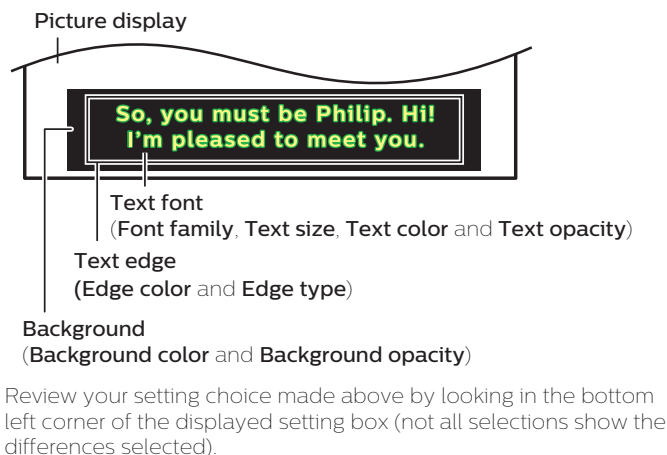 Picture display
So, you must be Philip. Hi!
I'm pleased to meet you.
Text font
(Font family, Text size, Text color and Text opacity)
Text edge
(Edge color and Edge type)
Background
(Background color and Background opacity)
Review your setting choice made above by looking in the bottom
left corner of the displayed setting box (not all selections show the
differences selected).